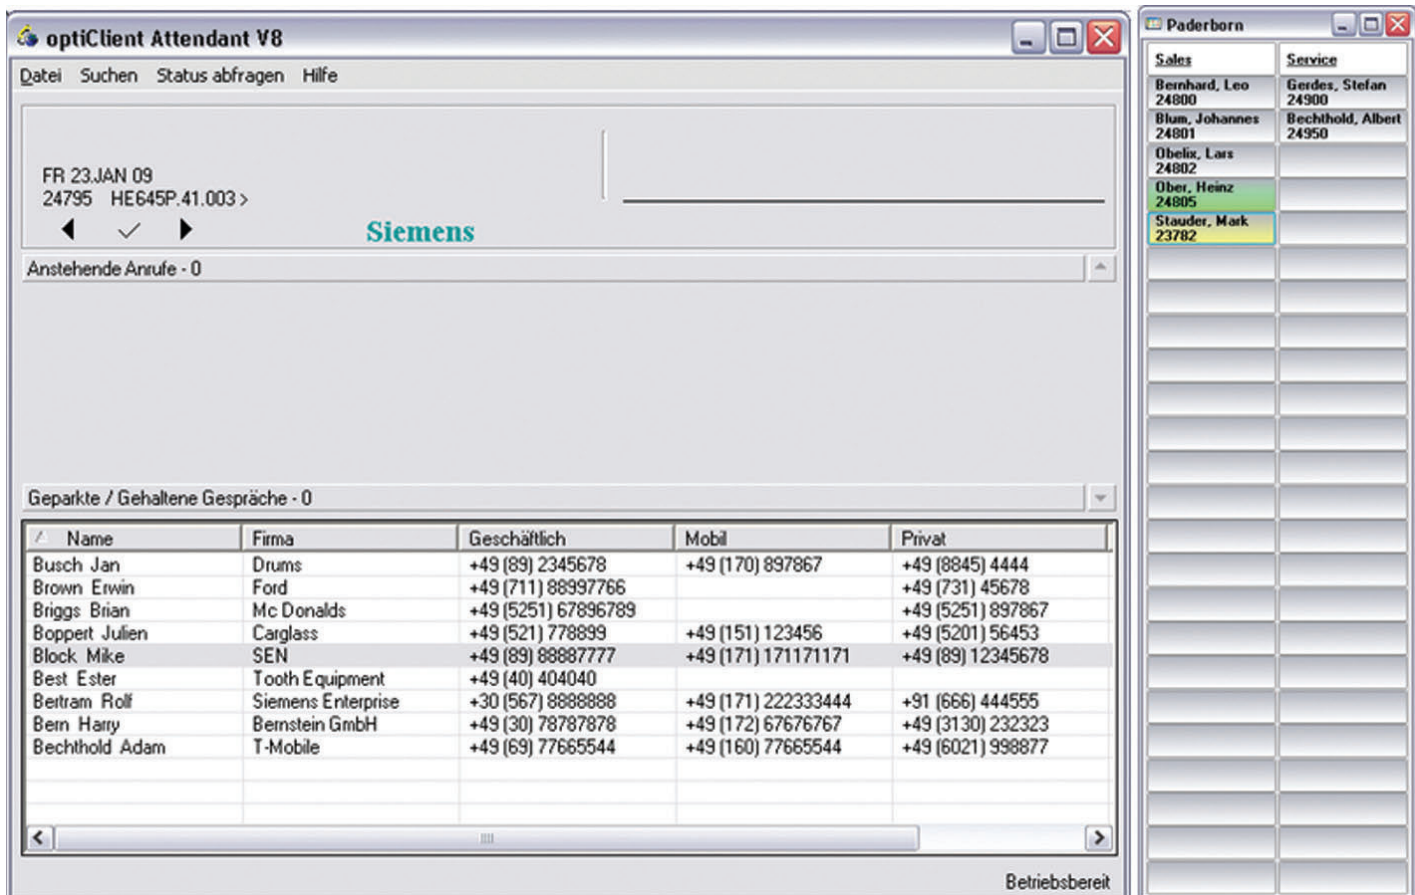 optiClient Attendant V8
Datei Suchen Status abfragen Hilfe
FR 23.JAN 09
24795 HE645P.41.003 >
Siemens
Anstehende Anrufe - 0
Geparkte / Gehaltene Gespräche - 0
Name Firma Geschäftlich Mobil Privat
Busch Jan Drums +49 (89) 2345678 +49 (170) 897867 +49 (8845) 4444
Brown Erwin Ford +49 (711) 88997766 +49 (731) 45678
Briggs Brian Mc Donalds +49 (5251) 67896789 +49 (5251) 897867
Boppert Julien Carglass +49 (521) 778899 +49 (151) 123456 +49 (5201) 56453
Block Mike SEN +49 (89) 88887777 +49 (171) 171171171 +49 (89) 12345678
Best Ester Tooth Equipment +49 (40) 404040
Bertram Rolf Siemens Enterprise +30 (567) 8888888 +49 (171) 222333444 +91 (666) 444555
Bern Harry Bernstein GmbH +49 (30) 78787878 +49 (172) 67676767 +49 (3130) 232323
Bechthold Adam T-Mobile +49 (69) 77665544 +49 (160) 77665544 +49 (6021) 998877
Betriebsbereit
Paderborn
Sales Service
Bernhard, Leo Gerdes, Stefan
24800 24900
Blum, Johannes Bechthold, Albert
24801 24950
Obelix, Lars
24802
Ober, Heinz
24805
Stauder, Mark
23782